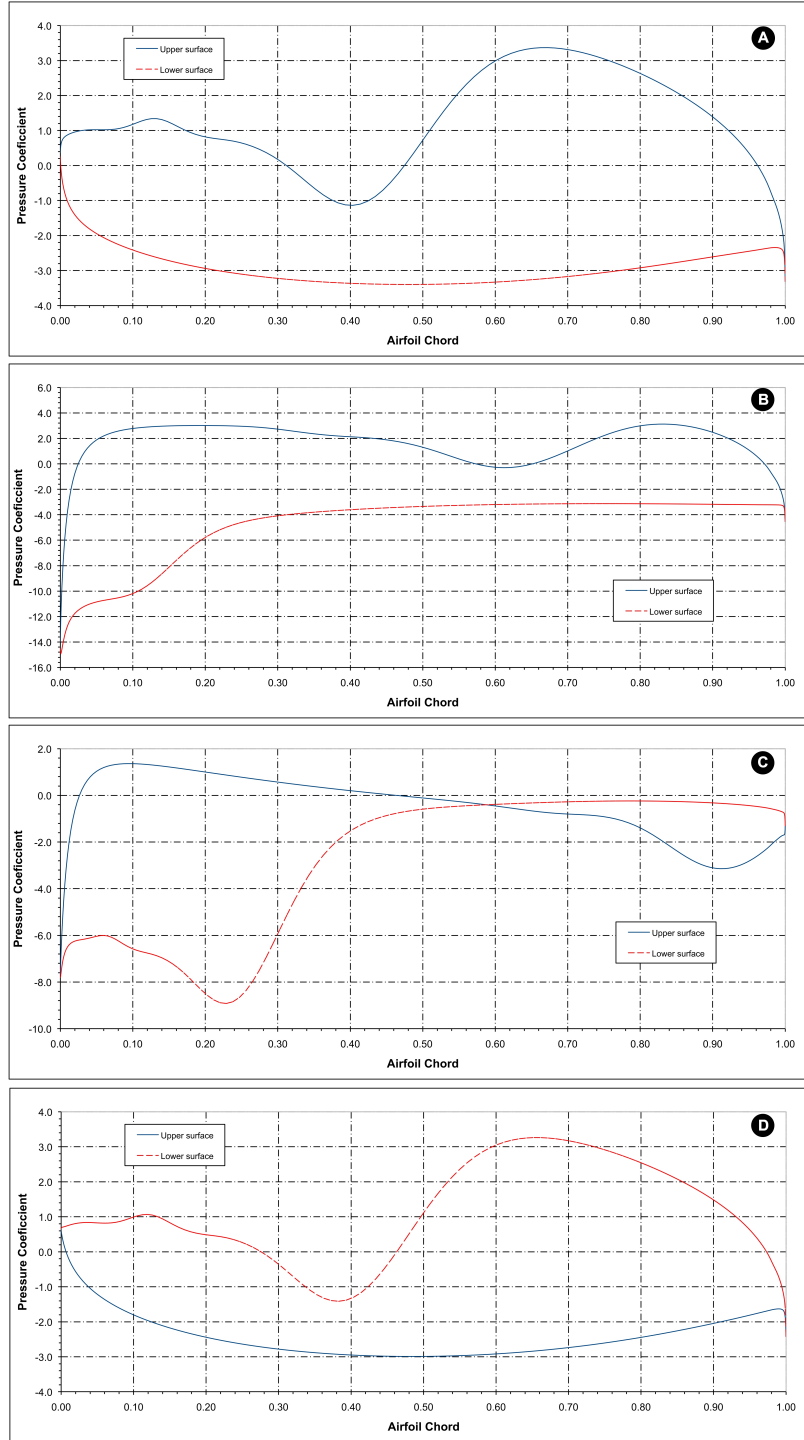 A
4.0
3.0
2.0
1.0
0.0
-1.0
-2.0
-3.0
-4.0
Pressure Coeficcient
Upper surface
Lower surface
0.00 0.10 0.20 0.30 0.40 0.50 0.60 0.70 0.80 0.90 1.00
Airfoil Chord
B
6.0
4.0
2.0
0.0
-2.0
-4.0
-6.0
-8.0
-10.0
-12.0
-14.0
-16.0
Pressure Coeficcient
Upper surface
Lower surface
0.00 0.10 0.20 0.30 0.40 0.50 0.60 0.70 0.80 0.90 1.00
Airfoil Chord
C
2.0
0.0
-2.0
-4.0
-6.0
-8.0
-10.0
Pressure Coeficcient
Upper surface
Lower surface
0.00 0.10 0.20 0.30 0.40 0.50 0.60 0.70 0.80 0.90 1.00
Airfoil Chord
D
4.0
3.0
2.0
1.0
0.0
-1.0
-2.0
-3.0
-4.0
Pressure Coeficcient
Upper surface
Lower surface
0.00 0.10 0.20 0.30 0.40 0.50 0.60 0.70 0.80 0.90 1.00
Airfoil Chord